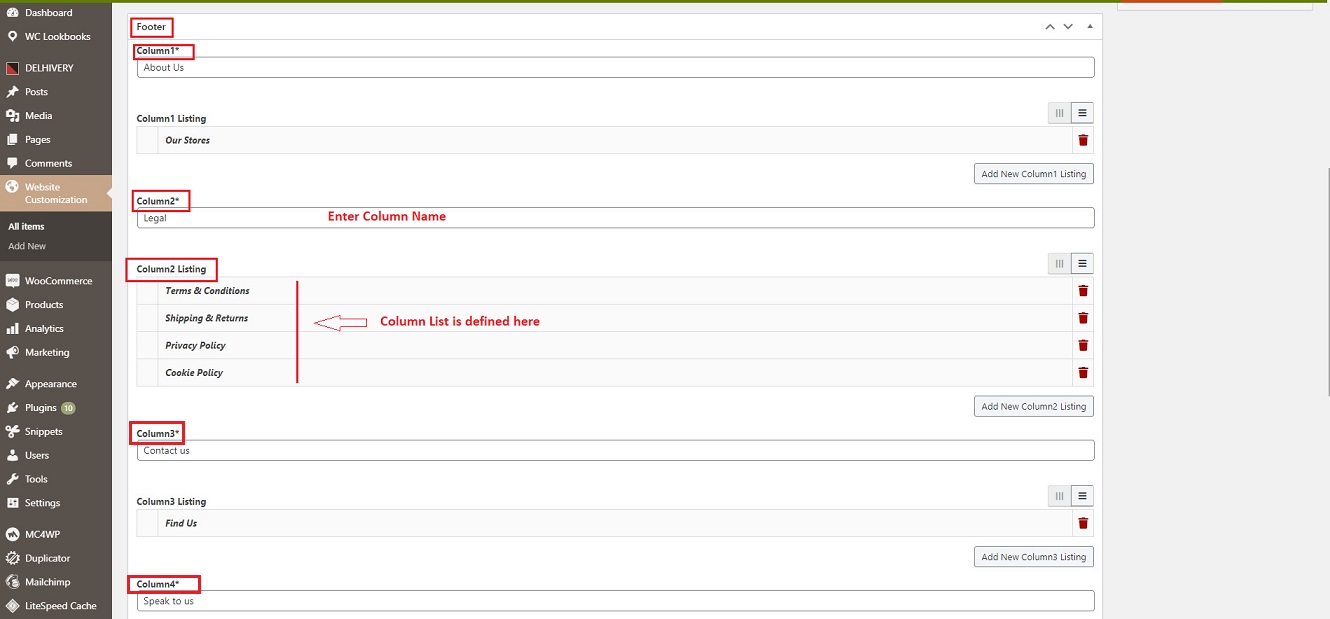 Dashboard
WC Lookbooks
DELHIVERY
Posts
Media
Pages
Comments
Website
Customization
All items
Add New
WooCommerce
Products
Analytics
Marketing
Appearance
Plugins 10
Snippets
Users
Tools
Settings
MC4WP
Duplicator
Mailchimp
LiteSpeed Cache
Footer
Column1*
About Us
Column1 Listing
Our Stores
Add New Column1 Listing
Column2*
Legal
Enter Column Name
Column2 Listing
Terms & Conditions
Shipping & Returns
Column List is defined here
Privacy Policy
Cookie Policy
Add New Column2 Listing
Column3*
Contact us
Column3 Listing
Find Us
Add New Column3 Listing
Column4*
Speak to us